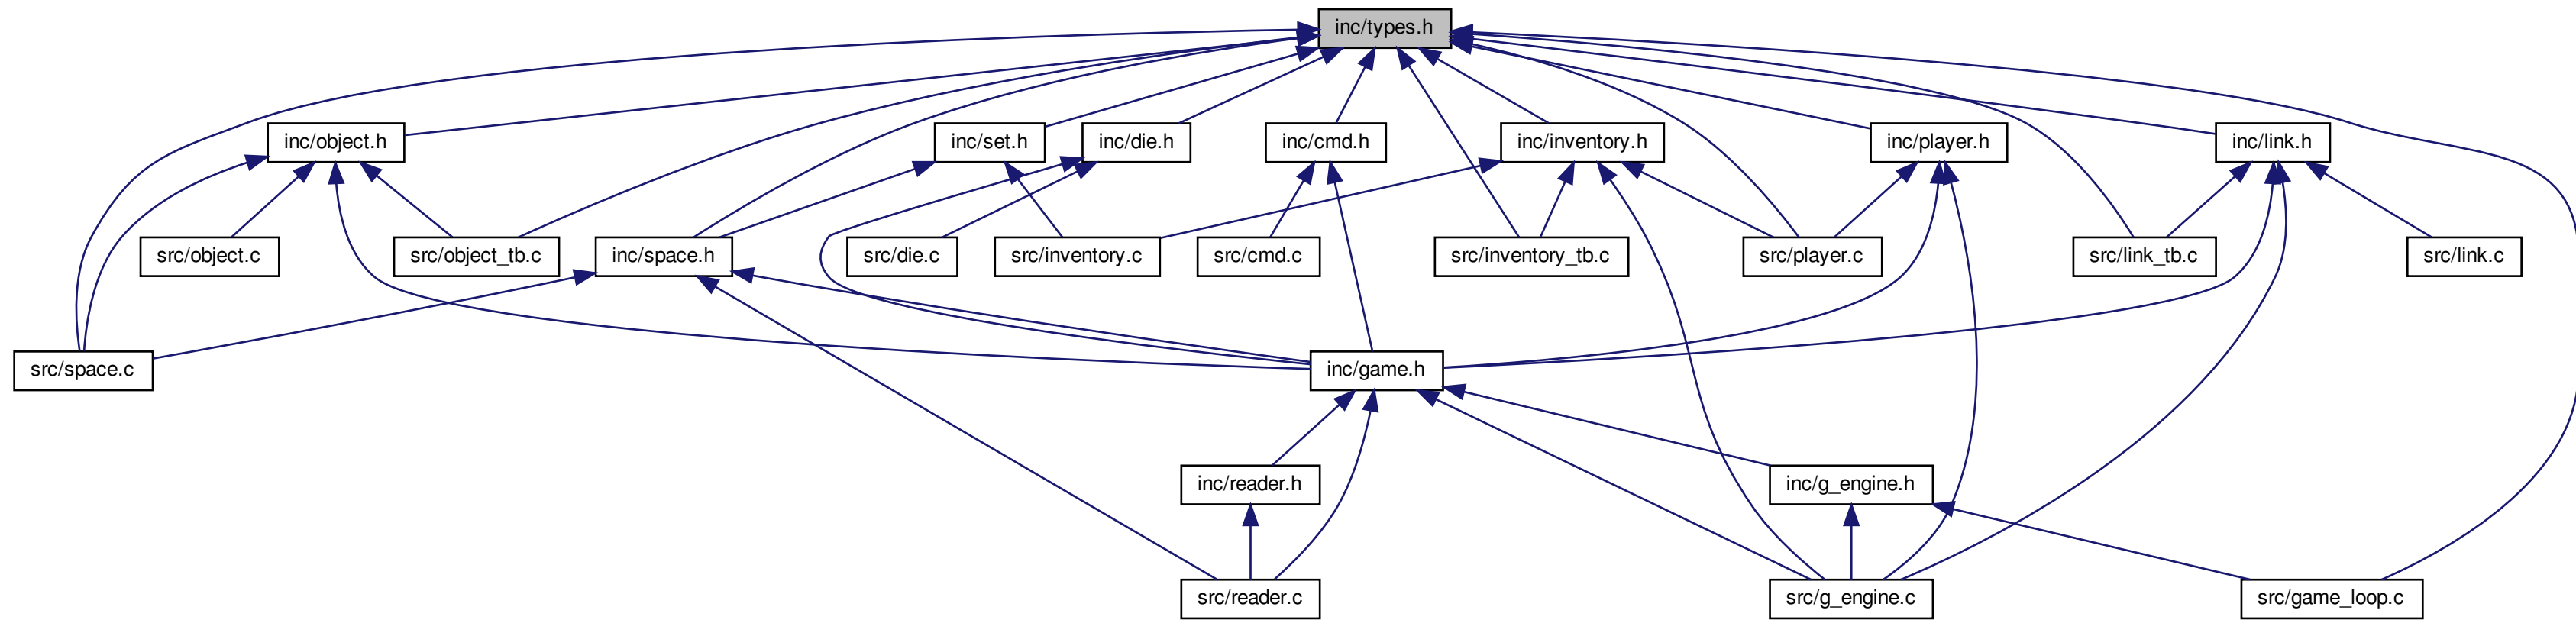 inc/types.h
inc/object.h
inc/set.h
inc/die.h
inc/cmd.h
inc/inventory.h
inc/player.h
inc/link.h
src/object.c
src/object_tb.c
inc/space.h
src/die.c
src/inventory.c
src/cmd.c
src/inventory_tb.c
src/player.c
src/link_tb.c
src/link.c
src/space.c
inc/game.h
inc/reader.h
inc/g_engine.h
src/reader.c
src/g_engine.c
src/game_loop.c